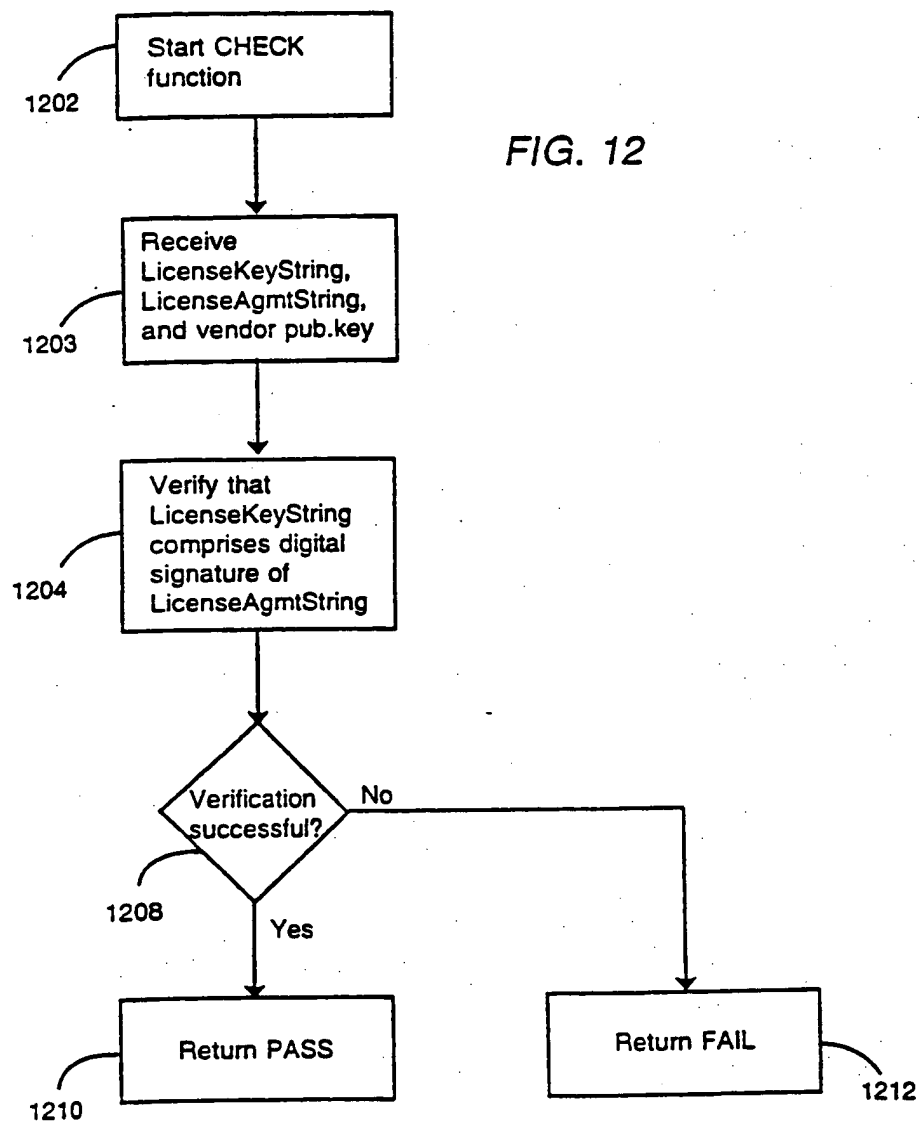 Start CHECK
function
1202
FIG. 12
Receive
LicenseKeyString,
LicenseAgmtString,
and vendor pub.key
1203
Verify that
LicenseKeyString
comprises digital
signature of
LicenseAgmtString
1204
Verification
successful?
No
1208
Yes
Return PASS
1210
Return FAIL
1212